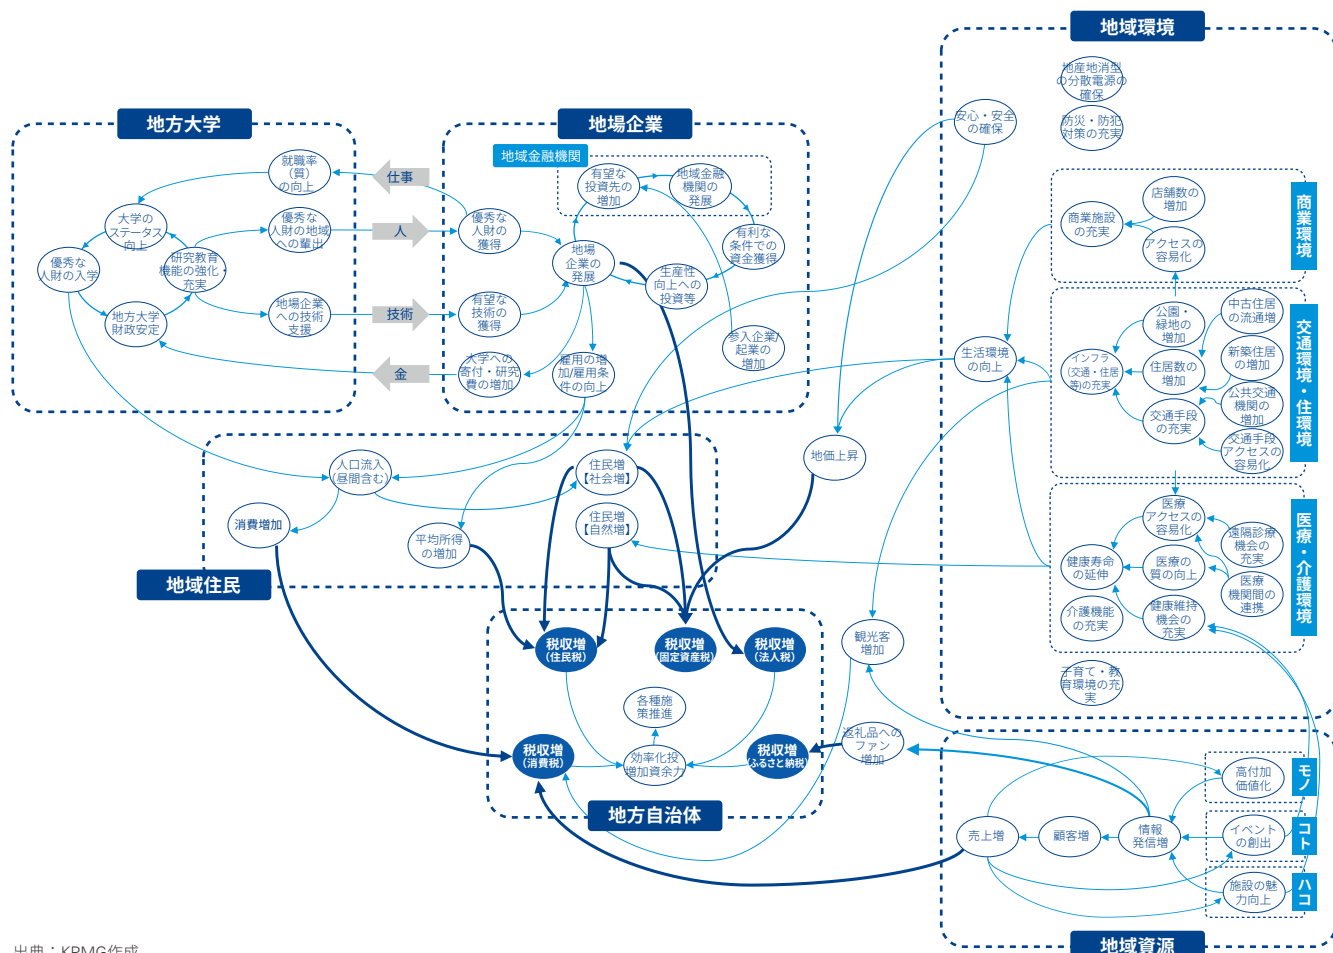 地方大学
就職率
（質）
の向上
大学の
ステータス
向上
優秀な
人財の地域
への輩出
優秀な
人財の入学
研究教育
機能の強化・
充実
地方大学
財政安定
地場企業
への技術
支援
仕事
人
技術
金
地場企業
地域金融機関
有望な
投資先の
増加
地域金融
機関の
発展
優秀な
人財の
獲得
地場
企業の
発展
有利な
条件での
資金獲得
生産性
向上への
投資等
有望な
技術の
獲得
参入企業/
起業の
増加
大学への
寄付・研究
費の増加
雇用の増
加/雇用条
件の向上
地域住民
人口流入
（昼間含む）
住民増
【社会増】
消費増加
住民増
【自然増】
平均所得
の増加
地価上昇
観光客
増加
返礼品への
ファン
増加
地方自治体
税収増
（住民税）
税収増
（固定資産税）
税収増
（法人税）
各種施
策推進
税収増
（消費税）
効率化投
増加資余力
税収増
（ふるさと納税）
地域環境
地産地消型
の分散電源の
確保
安心・安全
の確保
防災・防犯
対策の充実
商業環境
店舗数の
増加
商業施設
の充実
アクセスの
容易化
生活環境
の向上
交通環境・住環境
中古住居
の流通増
公園・
緑地の
増加
新築住居
の増加
インフラ
（交通・住居
等）の充実
住居数の
増加
公共交通
機関の
増加
交通手段
の充実
交通手段
アクセスの
容易化
医療・介護環境
医療
アクセスの
容易化
遠隔診療
機会の
充実
健康寿命
の延伸
医療の
質の向上
医療
機関間の
連携
介護機能
の充実
健康維持
機会の
充実
子育て・教
育環境の充
実
地域資源
高付加
価値化
モノ
売上増
顧客増
情報
発信増
イベント
の創出
コト
施設の魅
力向上
ハコ
出典：KPMG作成